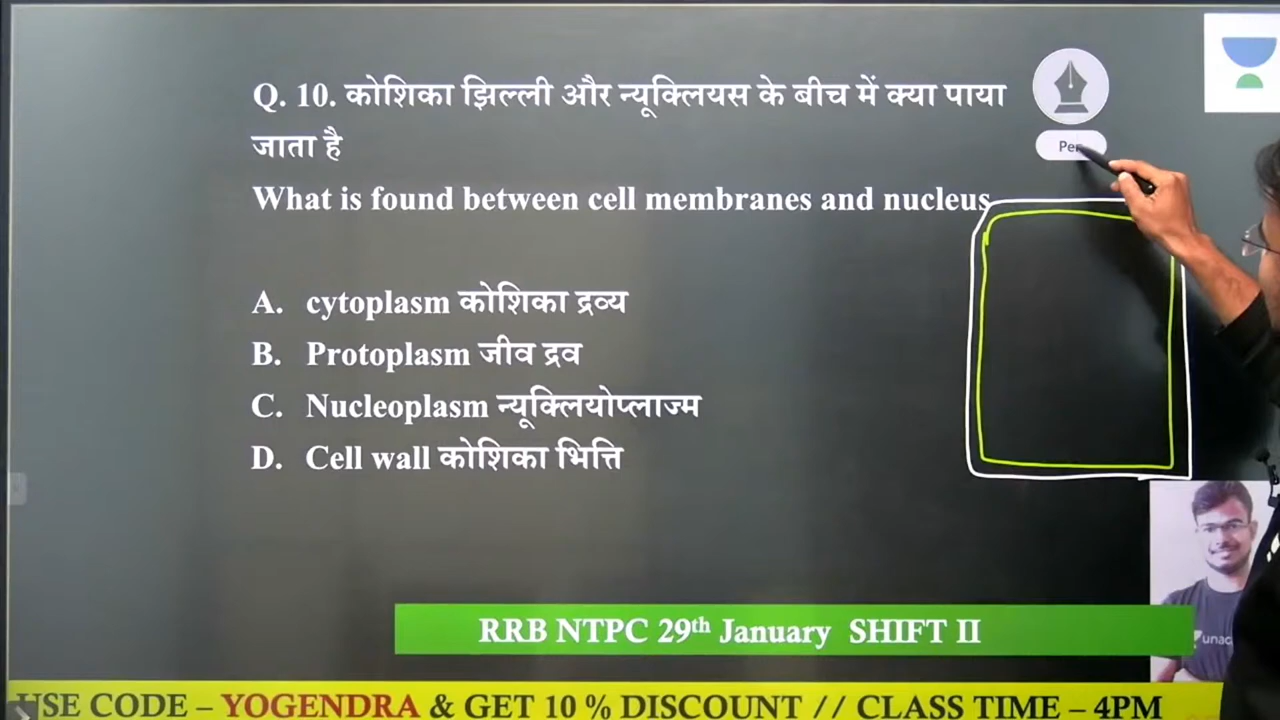 Q. 10. कोशिका झिल्ली और न्यूक्लियस के बीच में क्या पाया
जाता है
What is found between cell membranes and nucleus
A. cytoplasm कोशिका द्रव्य
B. Protoplasm जीव द्रव
C. Nucleoplasm न्यूक्लियोप्लाज्म
D. Cell wall कोशिका भित्ति
RRB NTPC 29th January SHIFT II
USE CODE – YOGENDRA & GET 10 % DISCOUNT // CLASS TIME – 4PM